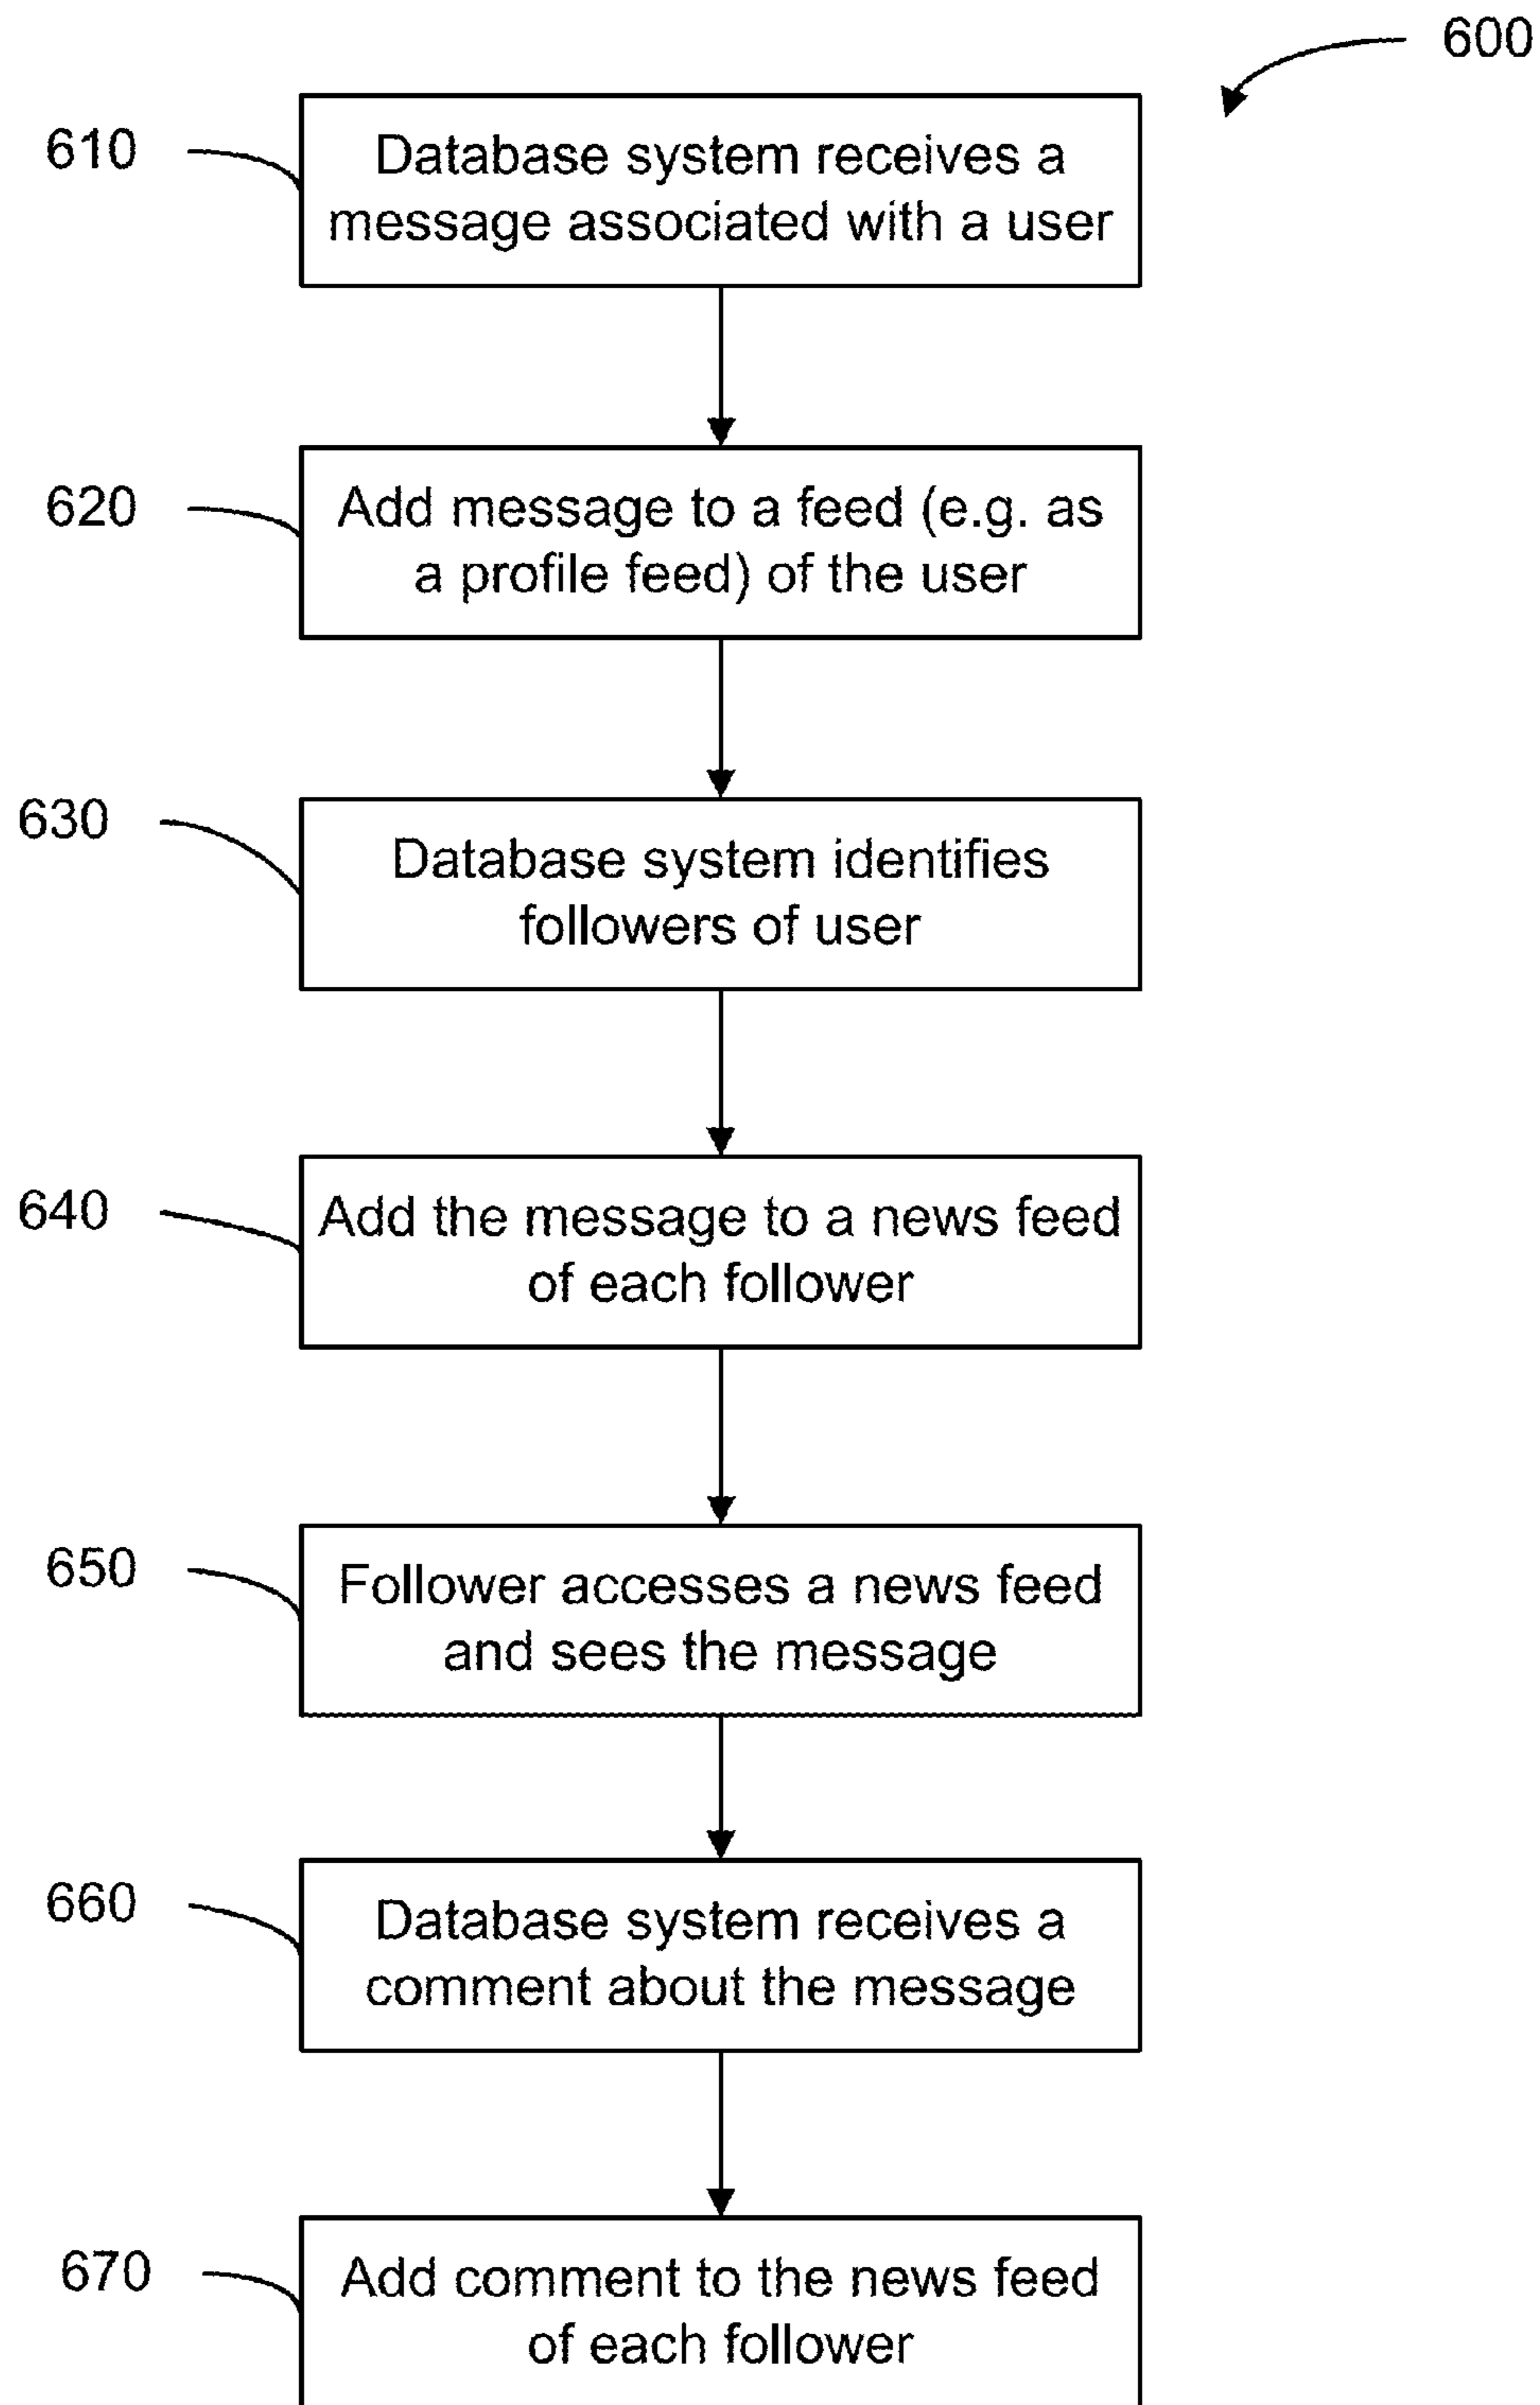 600
610
Database system receives a
message associated with a user
620
Add message to a feed (e.g. as
a profile feed) of the user
630
Database system identifies
followers of user
640
Add the message to a news feed
of each follower
650
Follower accesses a news feed
and sees the message
660
Database system receives a
comment about the message
670
Add comment to the news feed
of each follower